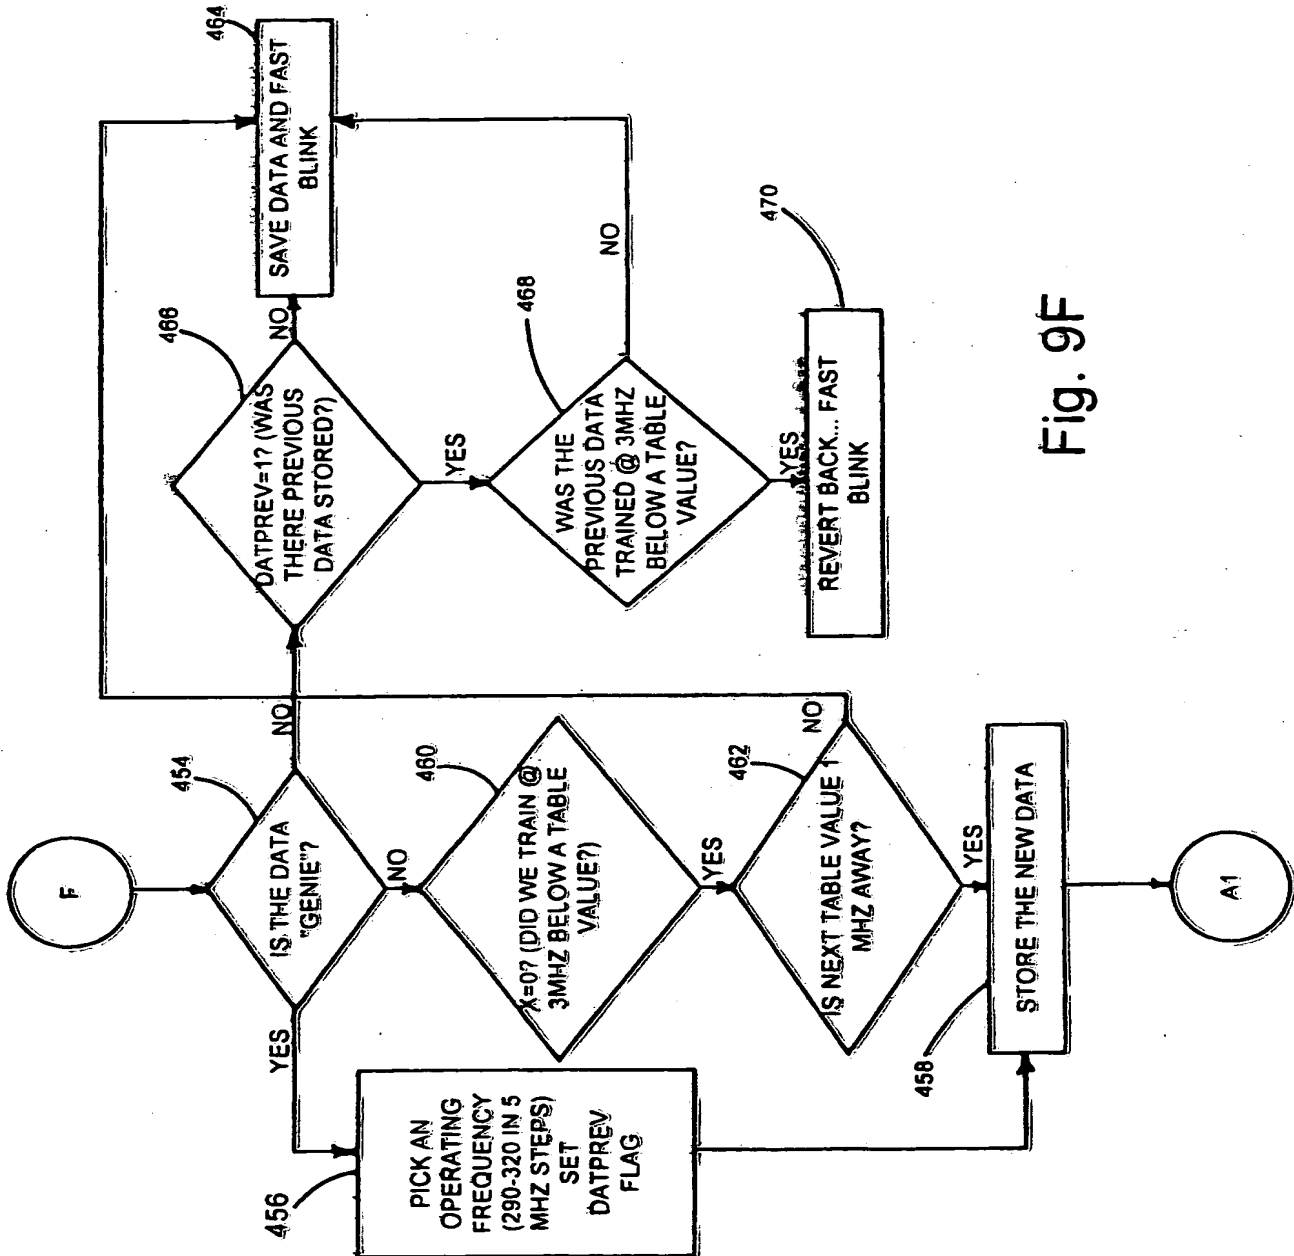 F
454
IS THE DATA
"GENIE"?
YES
NO
NO
456
PICK AN
OPERATING
FREQUENCY
(290-320 IN 5
MHZ STEPS)
SET
DATPREV
FLAG
460
X=0? (DID WE TRAIN @
3MHZ BELOW A TABLE
VALUE?)
YES
462
IS NEXT TABLE VALUE 1
MHZ AWAY?
NO
YES
458
STORE THE NEW DATA
A1
466
DATPREV=1? (WAS
THERE PREVIOUS
DATA STORED?)
NO
YES
464
SAVE DATA AND FAST
BLINK
468
WAS THE
PREVIOUS DATA
TRAINED @ 3MHZ
BELOW A TABLE
VALUE?
NO
YES
470
REVERT BACK... FAST
BLINK
Fig. 9F